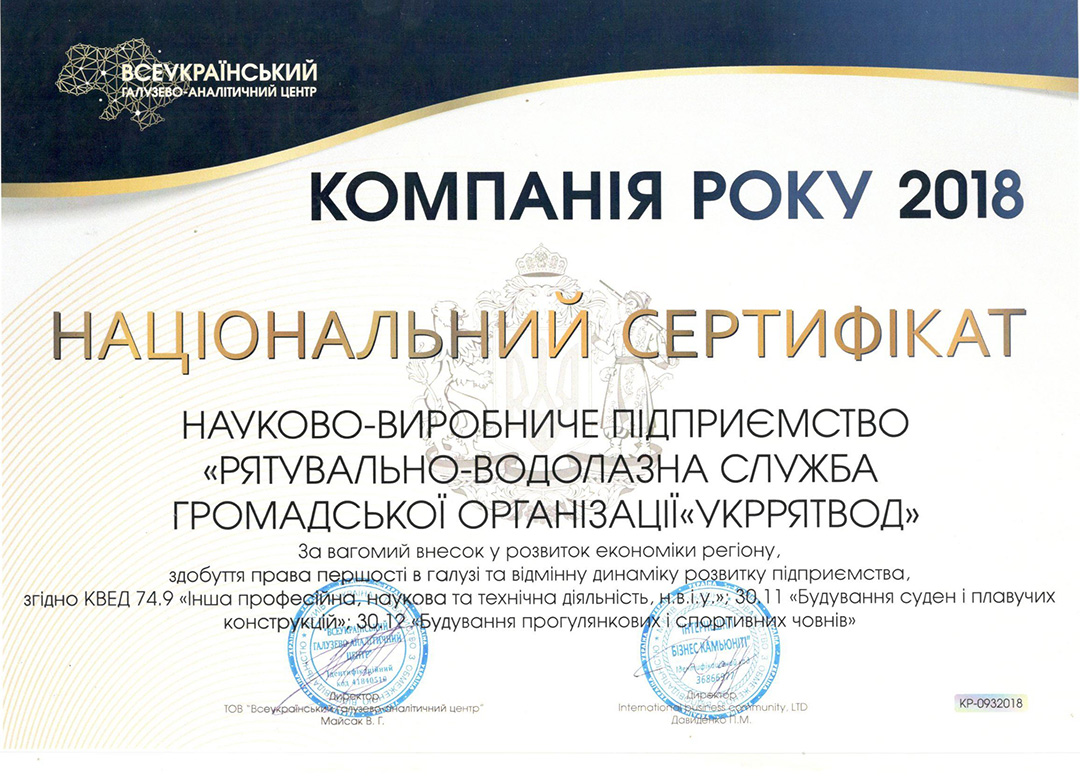 ВСЕУКРАЇНСЬКИЙ
ГАЛУЗЕВО-АНАЛІТИЧНИЙ ЦЕНТР
КОМПАНІЯ РОКУ 2018
НАЦІОНАЛЬНИЙ СЕРТИФІКАТ
НАУКОВО-ВИРОБНИЧЕ ПІДПРИЄМСТВО
«РЯТУВАЛЬНО-ВОДОЛАЗНА СЛУЖБА
ГРОМАДСЬКОЇ ОРГАНІЗАЦІЇ«УКРРЯТВОД»
За вагомий внесок у розвиток економіки регіону,
здобуття права першості в галузі та відмінну динаміку розвитку підприємства,
згідно КВЕД 74.9 «Інша професійна, наукова та технічна діяльність, н.в.і.у.»; 30.11 «Будування суден і плавучих
конструкцій»; 30.12 «Будування прогулянкових і спортивних човнів»
"ВСЕУКРАЇНСЬКИЙ
ГАЛУЗЕВО-АНАЛІТИЧНИЙ
ЦЕНТР"
Ідентифікаційний
код
БІЗНЕС КАМЬЮНІТІ"
Директор
ТОВ "Всеукраїнський галузево-аналітичний центр"
Майсак В. Г.
Директор
International business community, LTD
Давиденко П.М.
КР-0932018